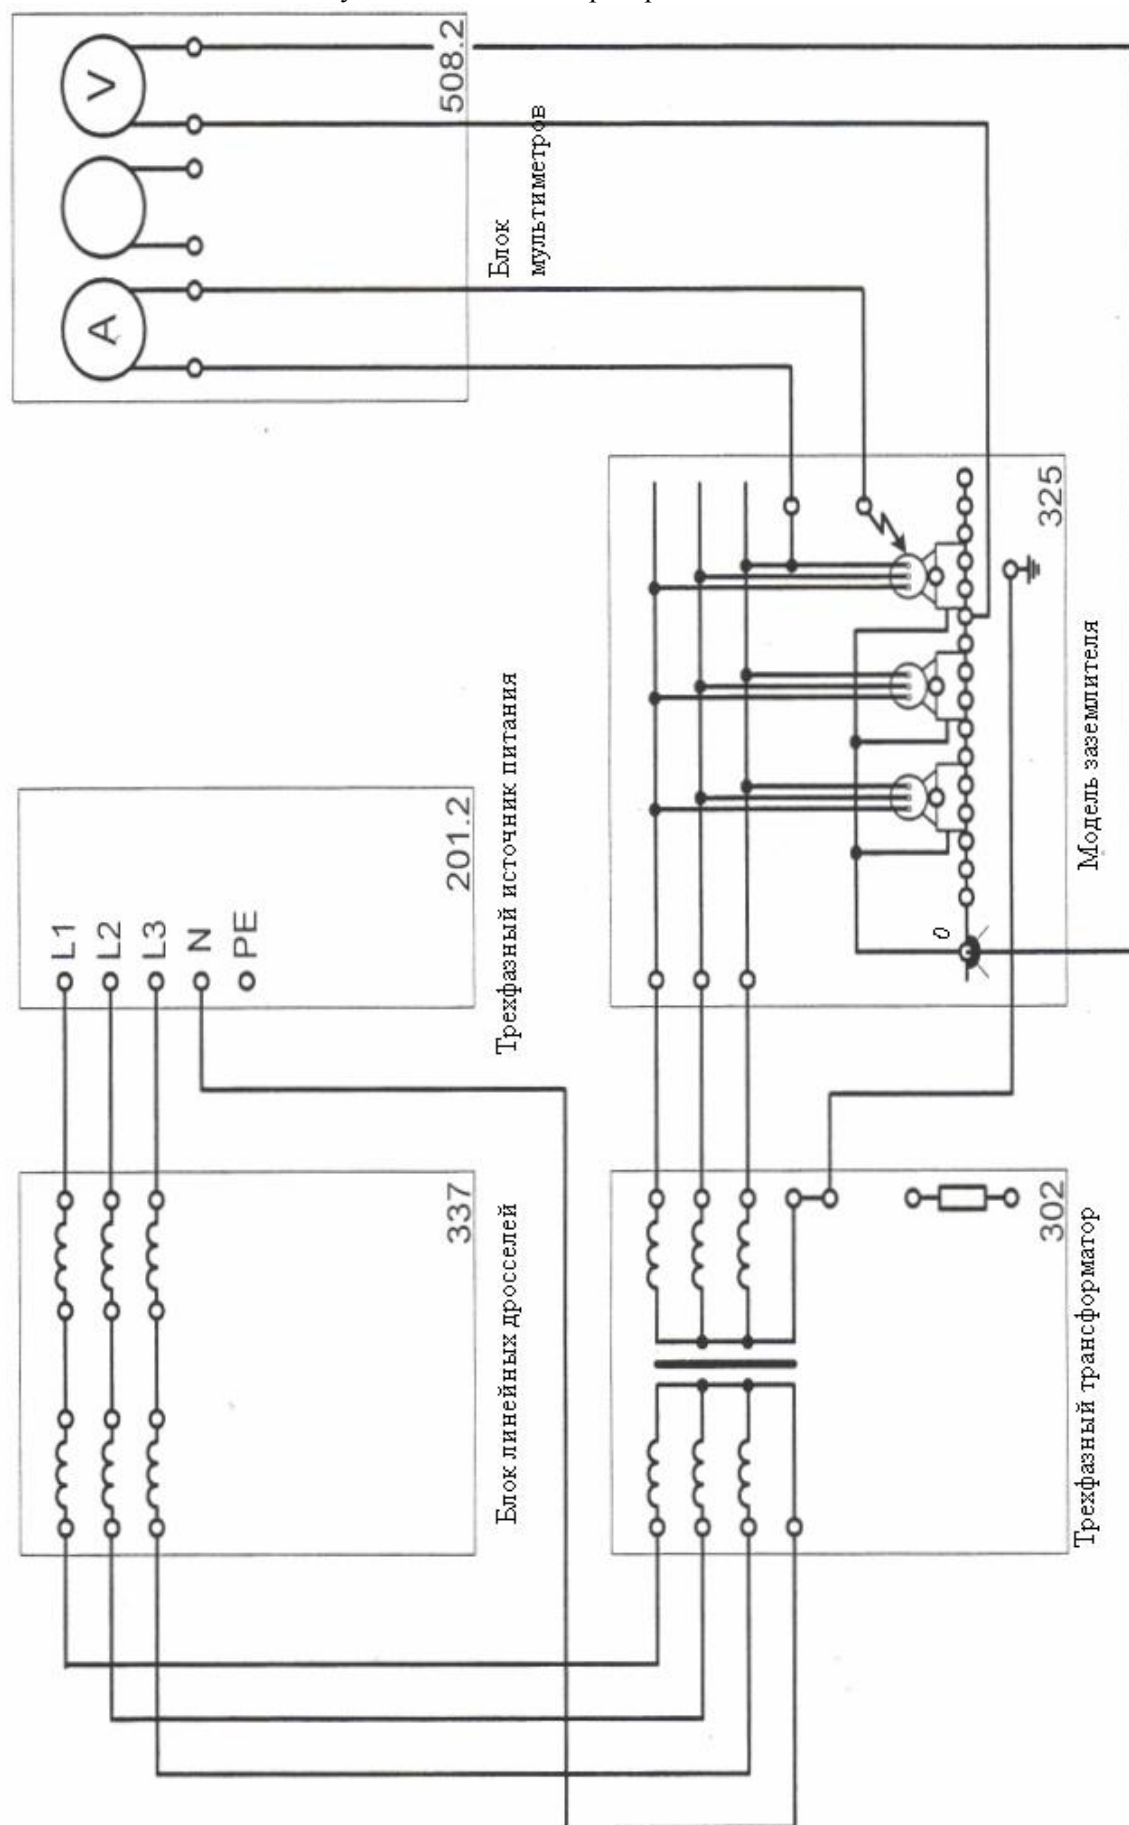 V
A
508.2
Блок
мультиметров
L1
L2
L3
N
PE
201.2
Трехфазный источник питания
0
325
Модель заземлителя
337
Блок линейных дросселей
302
Трехфазный трансформатор